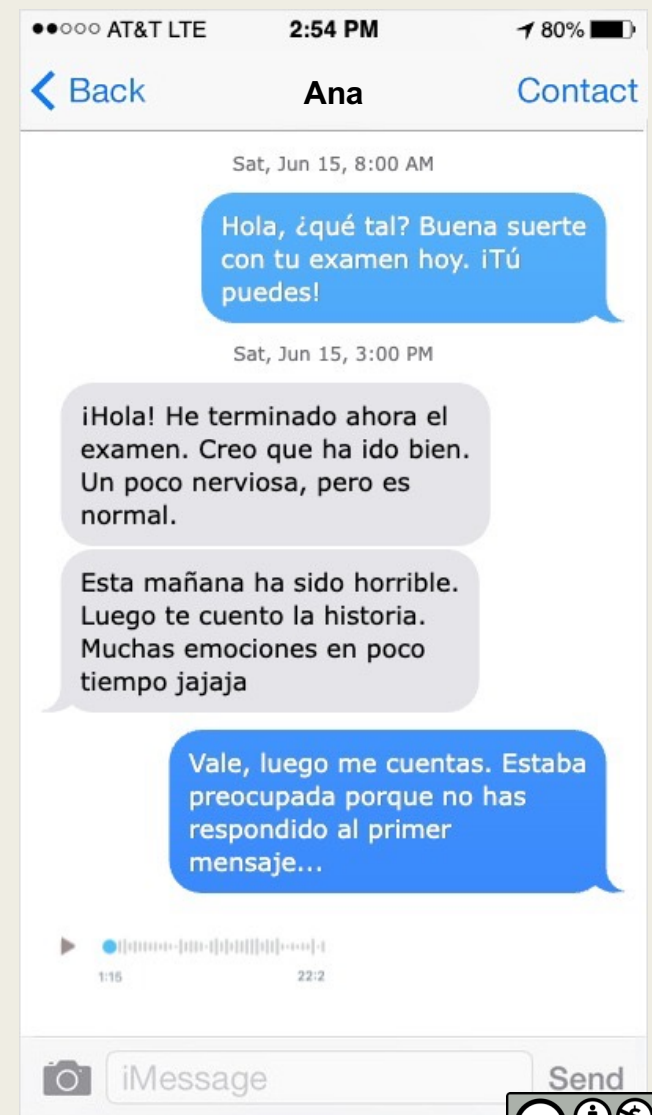 AT&T LTE 2:54 PM 80%
Back Ana Contact
Sat, Jun 15, 8:00 AM
Hola, ¿qué tal? Buena suerte
con tu examen hoy. ¡Tú
puedes!
Sat, Jun 15, 3:00 PM
¡Hola! He terminado ahora el
examen. Creo que ha ido bien.
Un poco nerviosa, pero es
normal.
Esta mañana ha sido horrible.
Luego te cuento la historia.
Muchas emociones en poco
tiempo jajaja
Vale, luego me cuentas. Estaba
preocupada porque no has
respondido al primer
mensaje...
1:16 22:2
iMessage Send